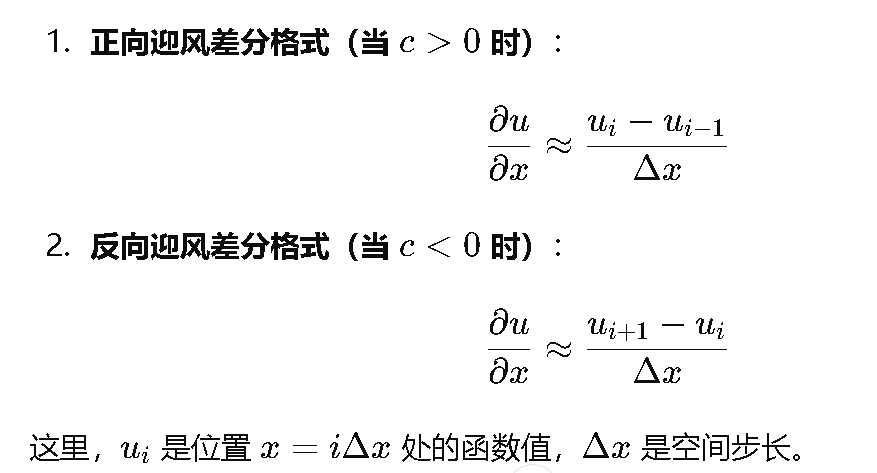 1. 正向迎风差分格式（当 c > 0 时）:
∂u/∂x ≈ (u_i − u_{i−1})/Δx
2. 反向迎风差分格式（当 c < 0 时）:
∂u/∂x ≈ (u_{i+1} − u_i)/Δx
这里，u_i 是位置 x = iΔx 处的函数值，Δx 是空间步长。